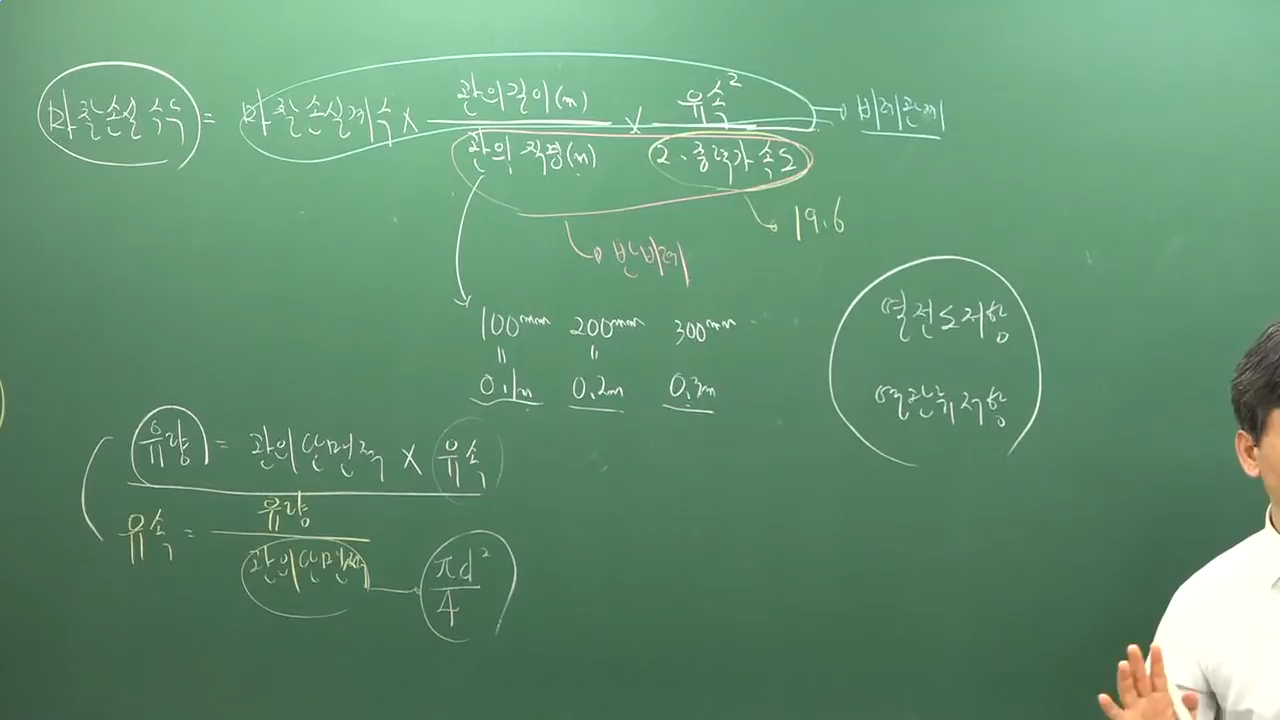 마찰손실 수두 = 마찰손실계수 × 관의길이(m) / 관의 직경(m) × 유속² / 2·중력가속도 → 비례관계
→ 19.6
→ 반비례
100mm 200mm 300mm
= =
0.1m 0.2m 0.3m
열전도저항
열관류저항
유량 = 관의단면적 × 유속
유속 = 유량 / 관의단면적 → πd² / 4